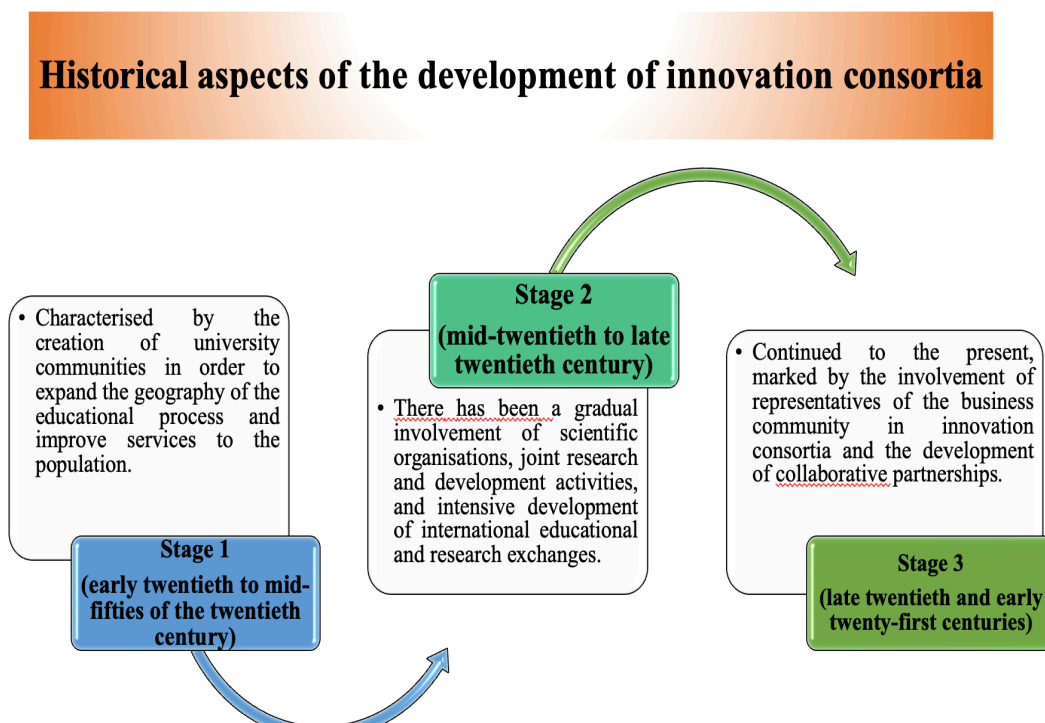 Historical aspects of the development of innovation consortia
• Characterised by the
creation of university
communities in order to
expand the geography of the
educational process and
improve services to the
population.
Stage 1
(early twentieth to mid-
fifties of the twentieth
century)
Stage 2
(mid-twentieth to late
twentieth century)
• There has been a gradual
involvement of scientific
organisations, joint research
and development activities,
and intensive development
of international educational
and research exchanges.
• Continued to the present,
marked by the involvement of
representatives of the business
community in innovation
consortia and the development
of collaborative partnerships.
Stage 3
(late twentieth and early
twenty-first centuries)